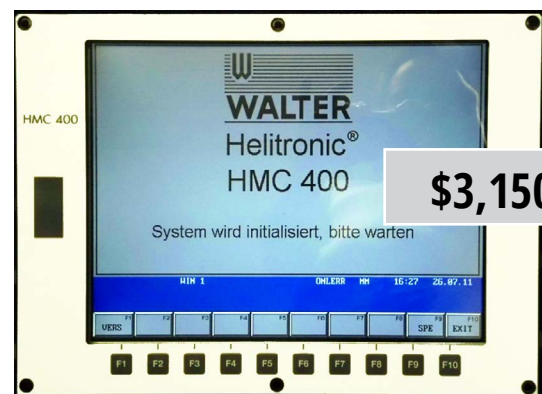 HMC 400
WALTER
Helitronic®
HMC 400
$3,150
System wird initialisiert, bitte warten
WIN 1 ONLERR MM 16:27 26.07.11
F1 F2 F3 F4 F5 F6 F7 F8 F9 F10
VERS SPE EXIT
F1 F2 F3 F4 F5 F6 F7 F8 F9 F10